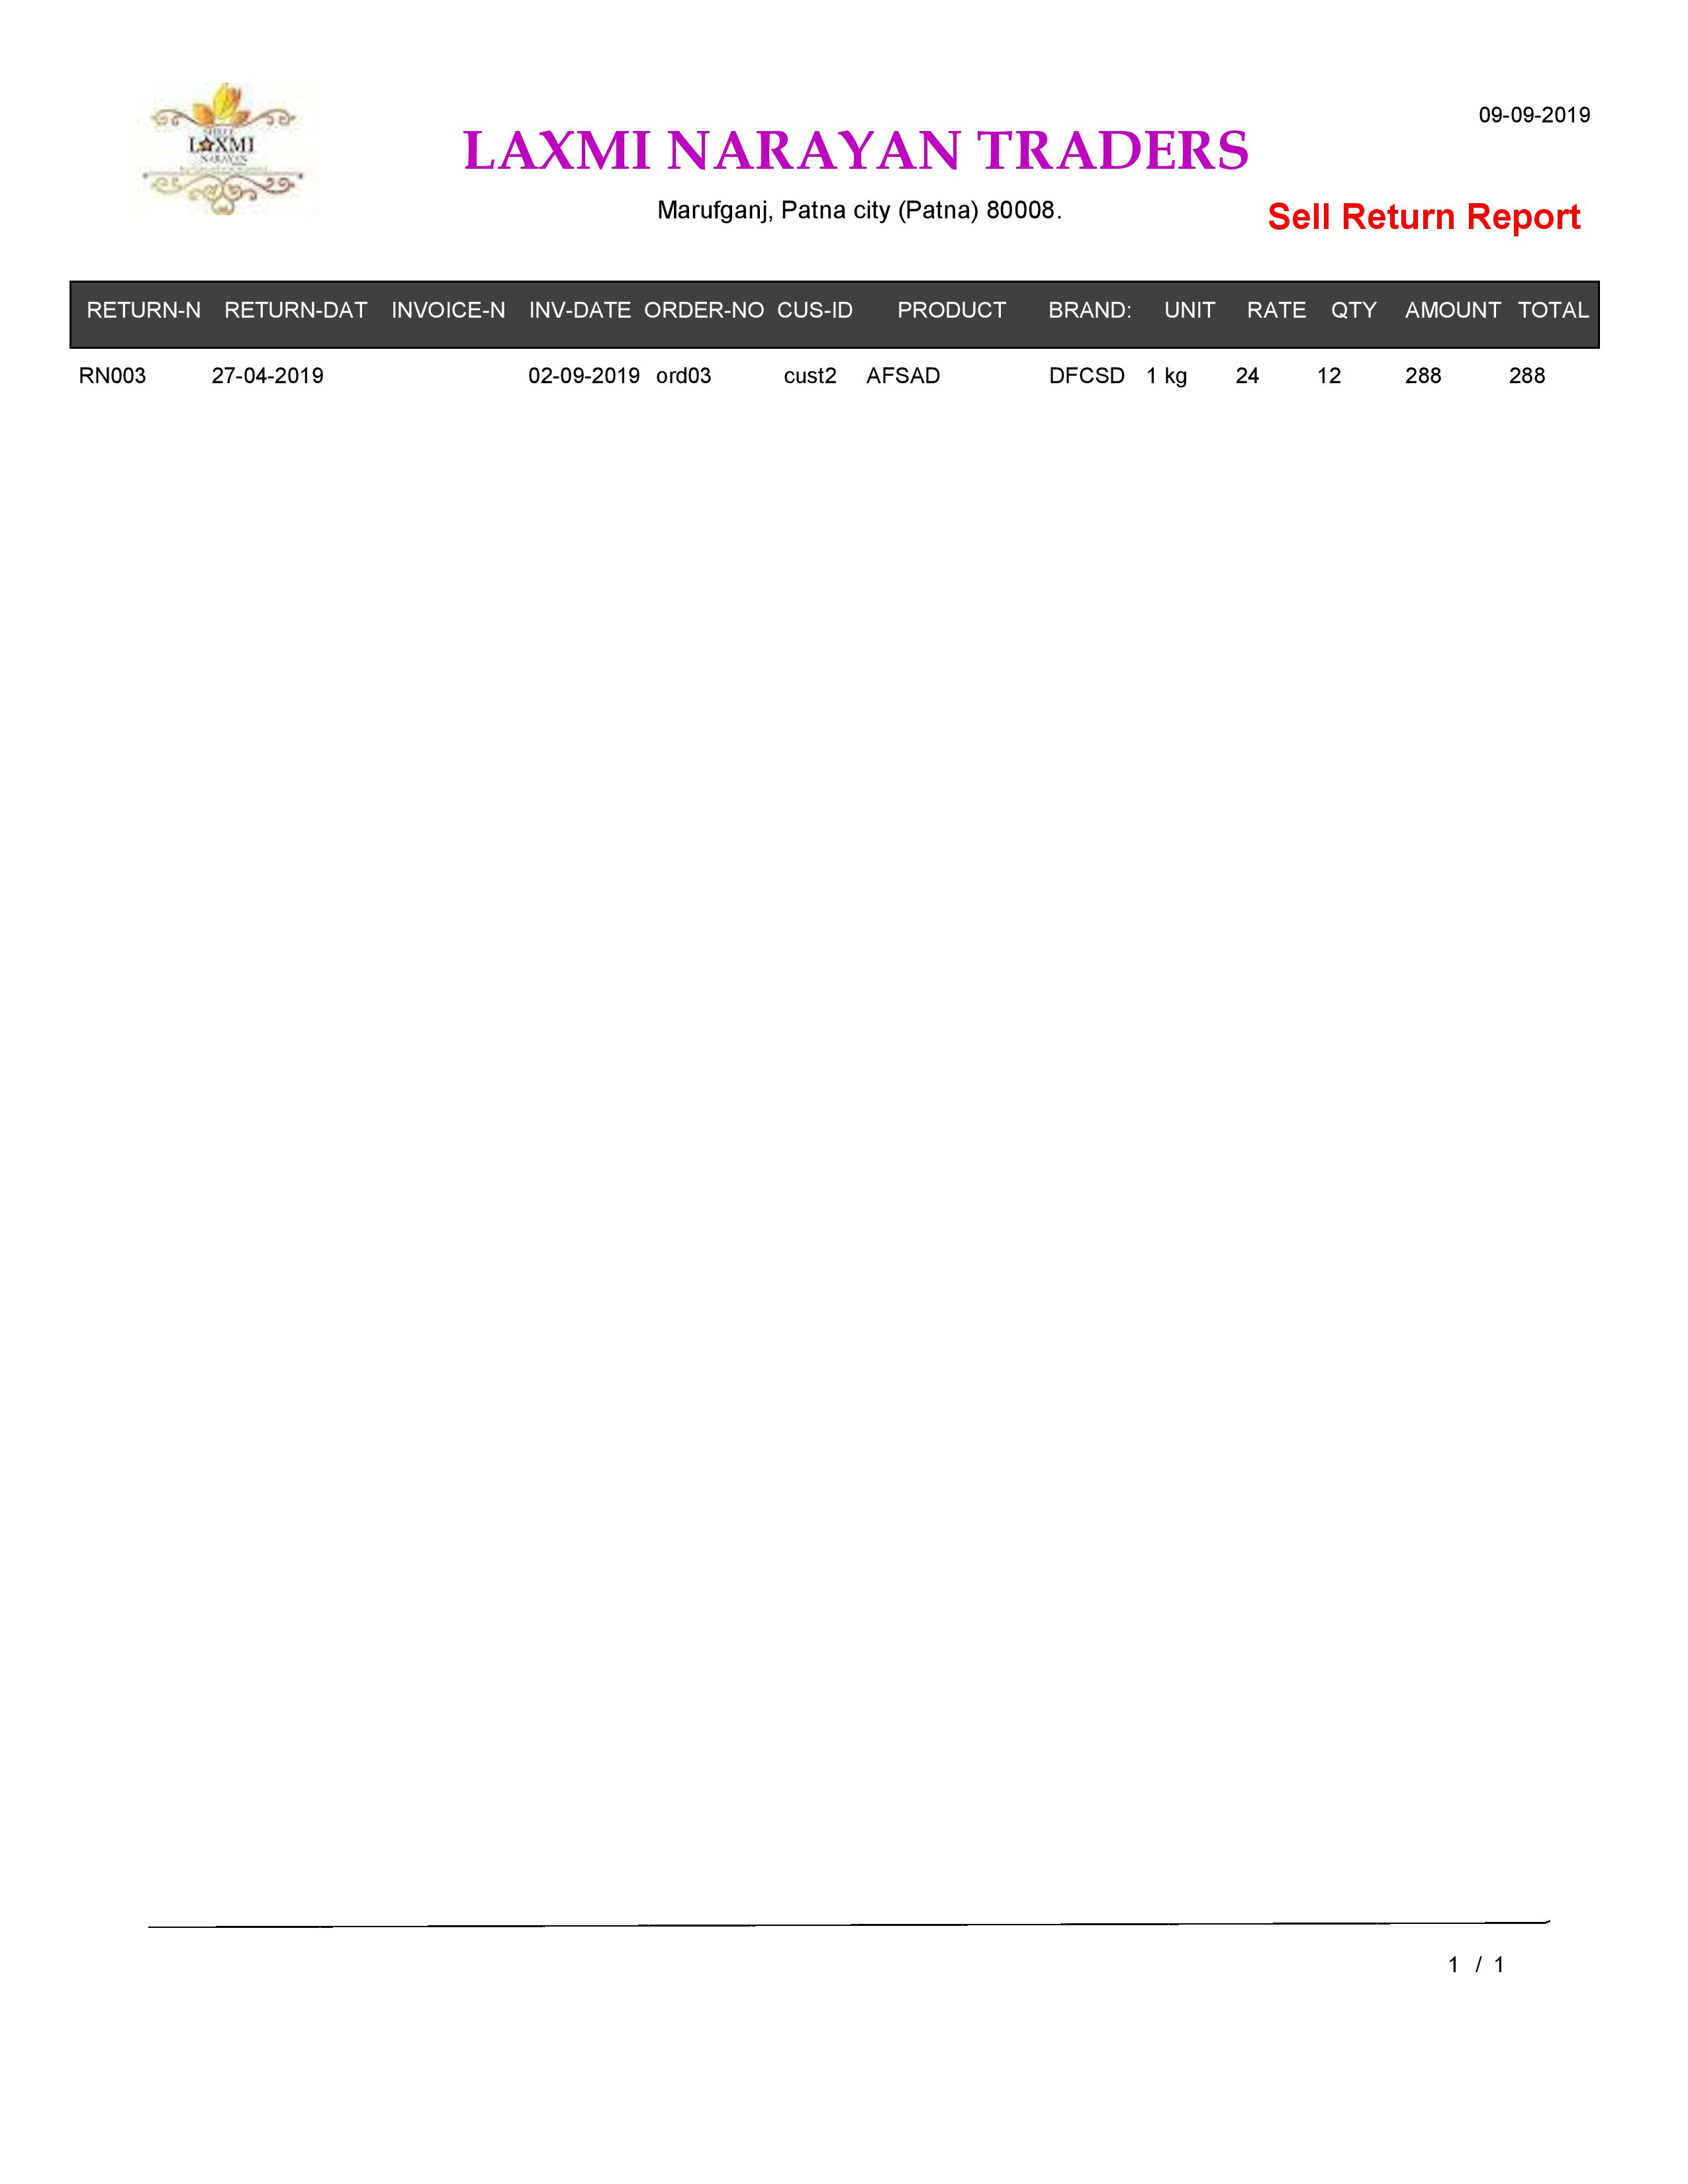 SHREE
LAXMI
NARAYAN
09-09-2019
LAXMI NARAYAN TRADERS
Marufganj, Patna city (Patna) 80008.
Sell Return Report
RETURN-N RETURN-DAT INVOICE-N INV-DATE ORDER-NO CUS-ID PRODUCT BRAND: UNIT RATE QTY AMOUNT TOTAL
RN003 27-04-2019 02-09-2019 ord03 cust2 AFSAD DFCSD 1 kg 24 12 288 288
1 / 1